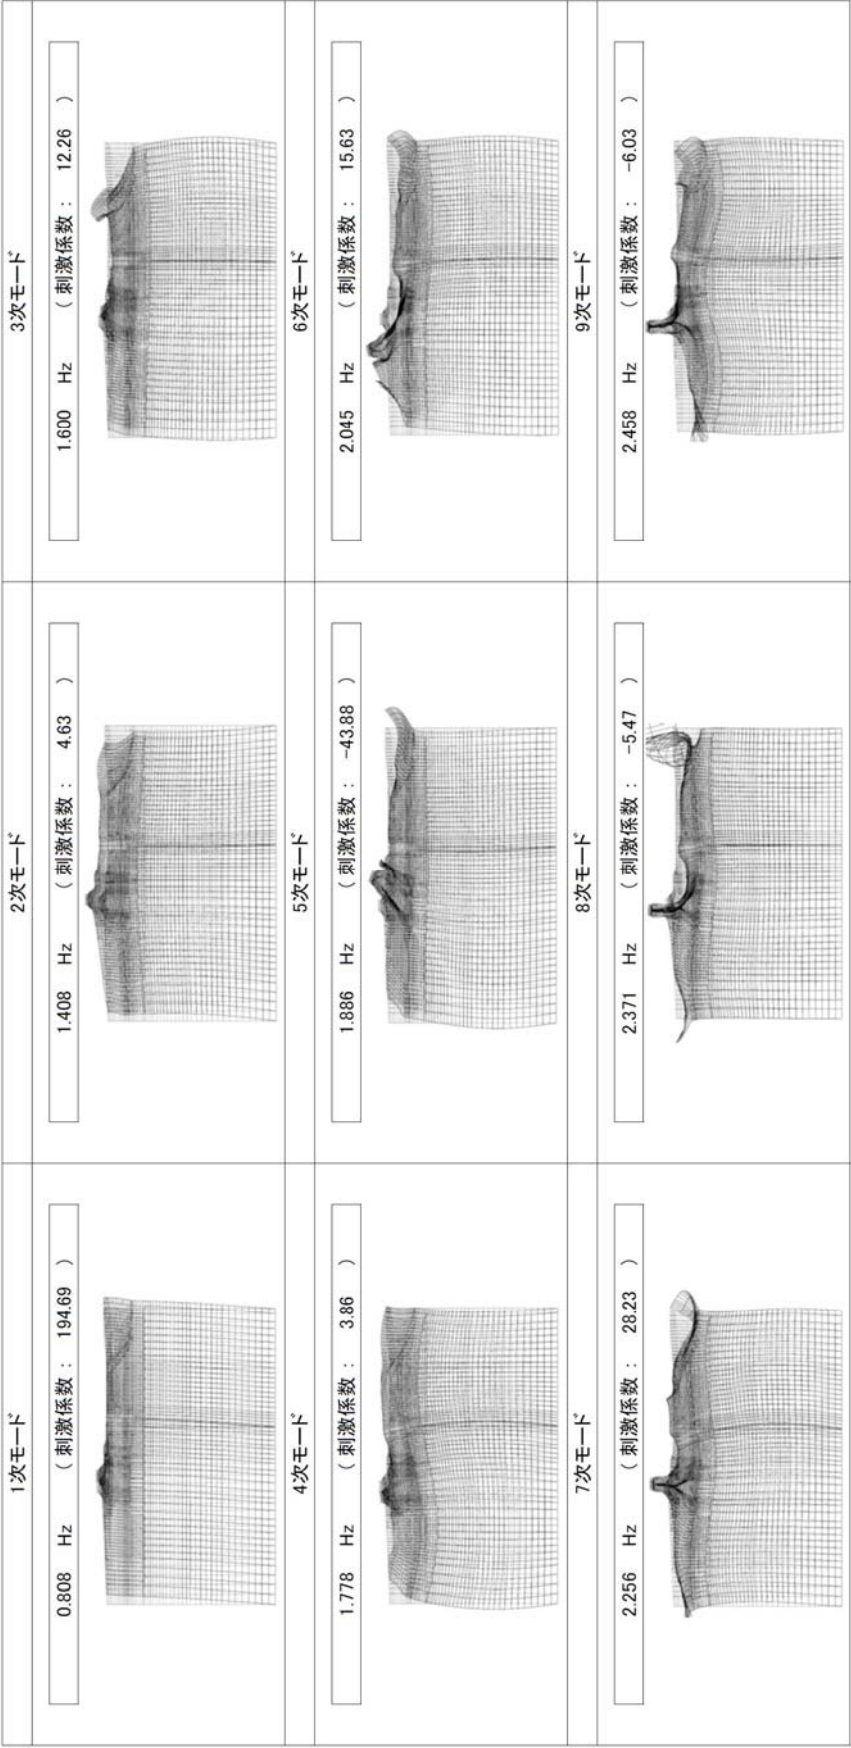 1次モード
0.808 Hz (刺激係数: 194.69 )
2次モード
1.408 Hz (刺激係数: 4.63 )
3次モード
1.600 Hz (刺激係数: 12.26 )
4次モード
1.778 Hz (刺激係数: 3.86 )
5次モード
1.886 Hz (刺激係数: -43.88 )
6次モード
2.045 Hz (刺激係数: 15.63 )
7次モード
2.256 Hz (刺激係数: 28.23 )
8次モード
2.371 Hz (刺激係数: -5.47 )
9次モード
2.458 Hz (刺激係数: -6.03 )